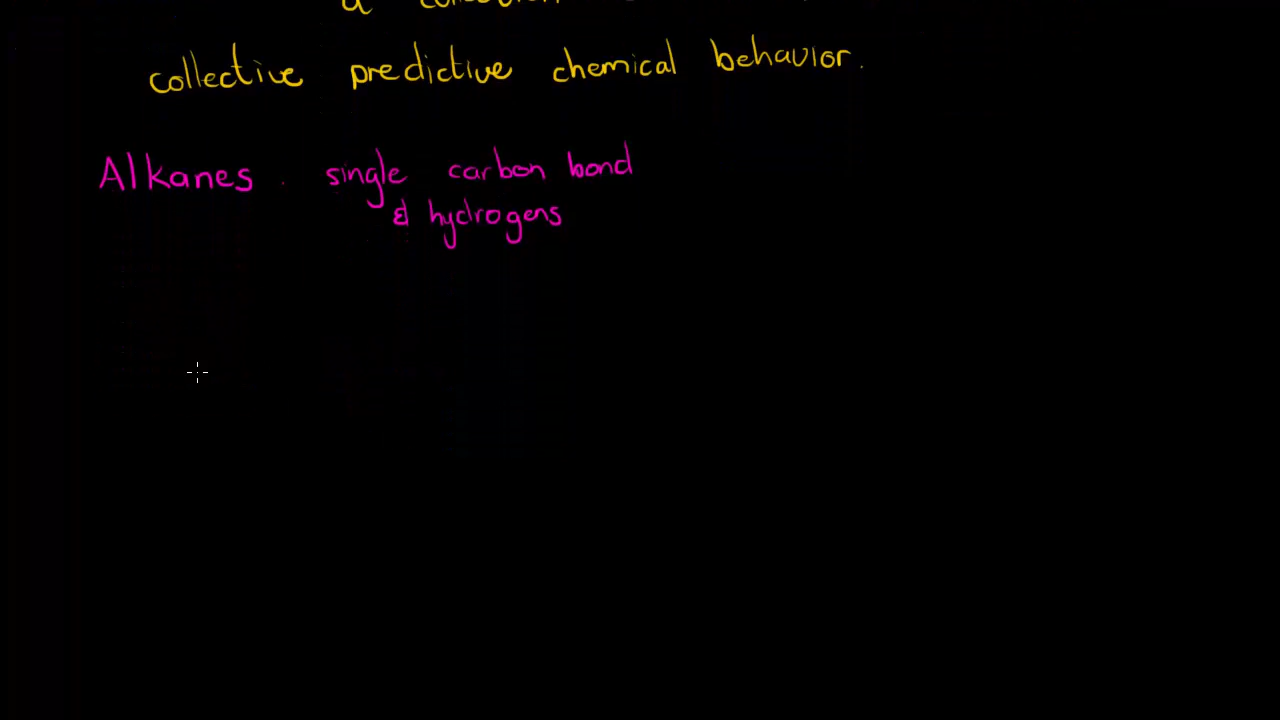 a
collective predictive chemical behavior.
Alkanes . single carbon bond
& hydrogens